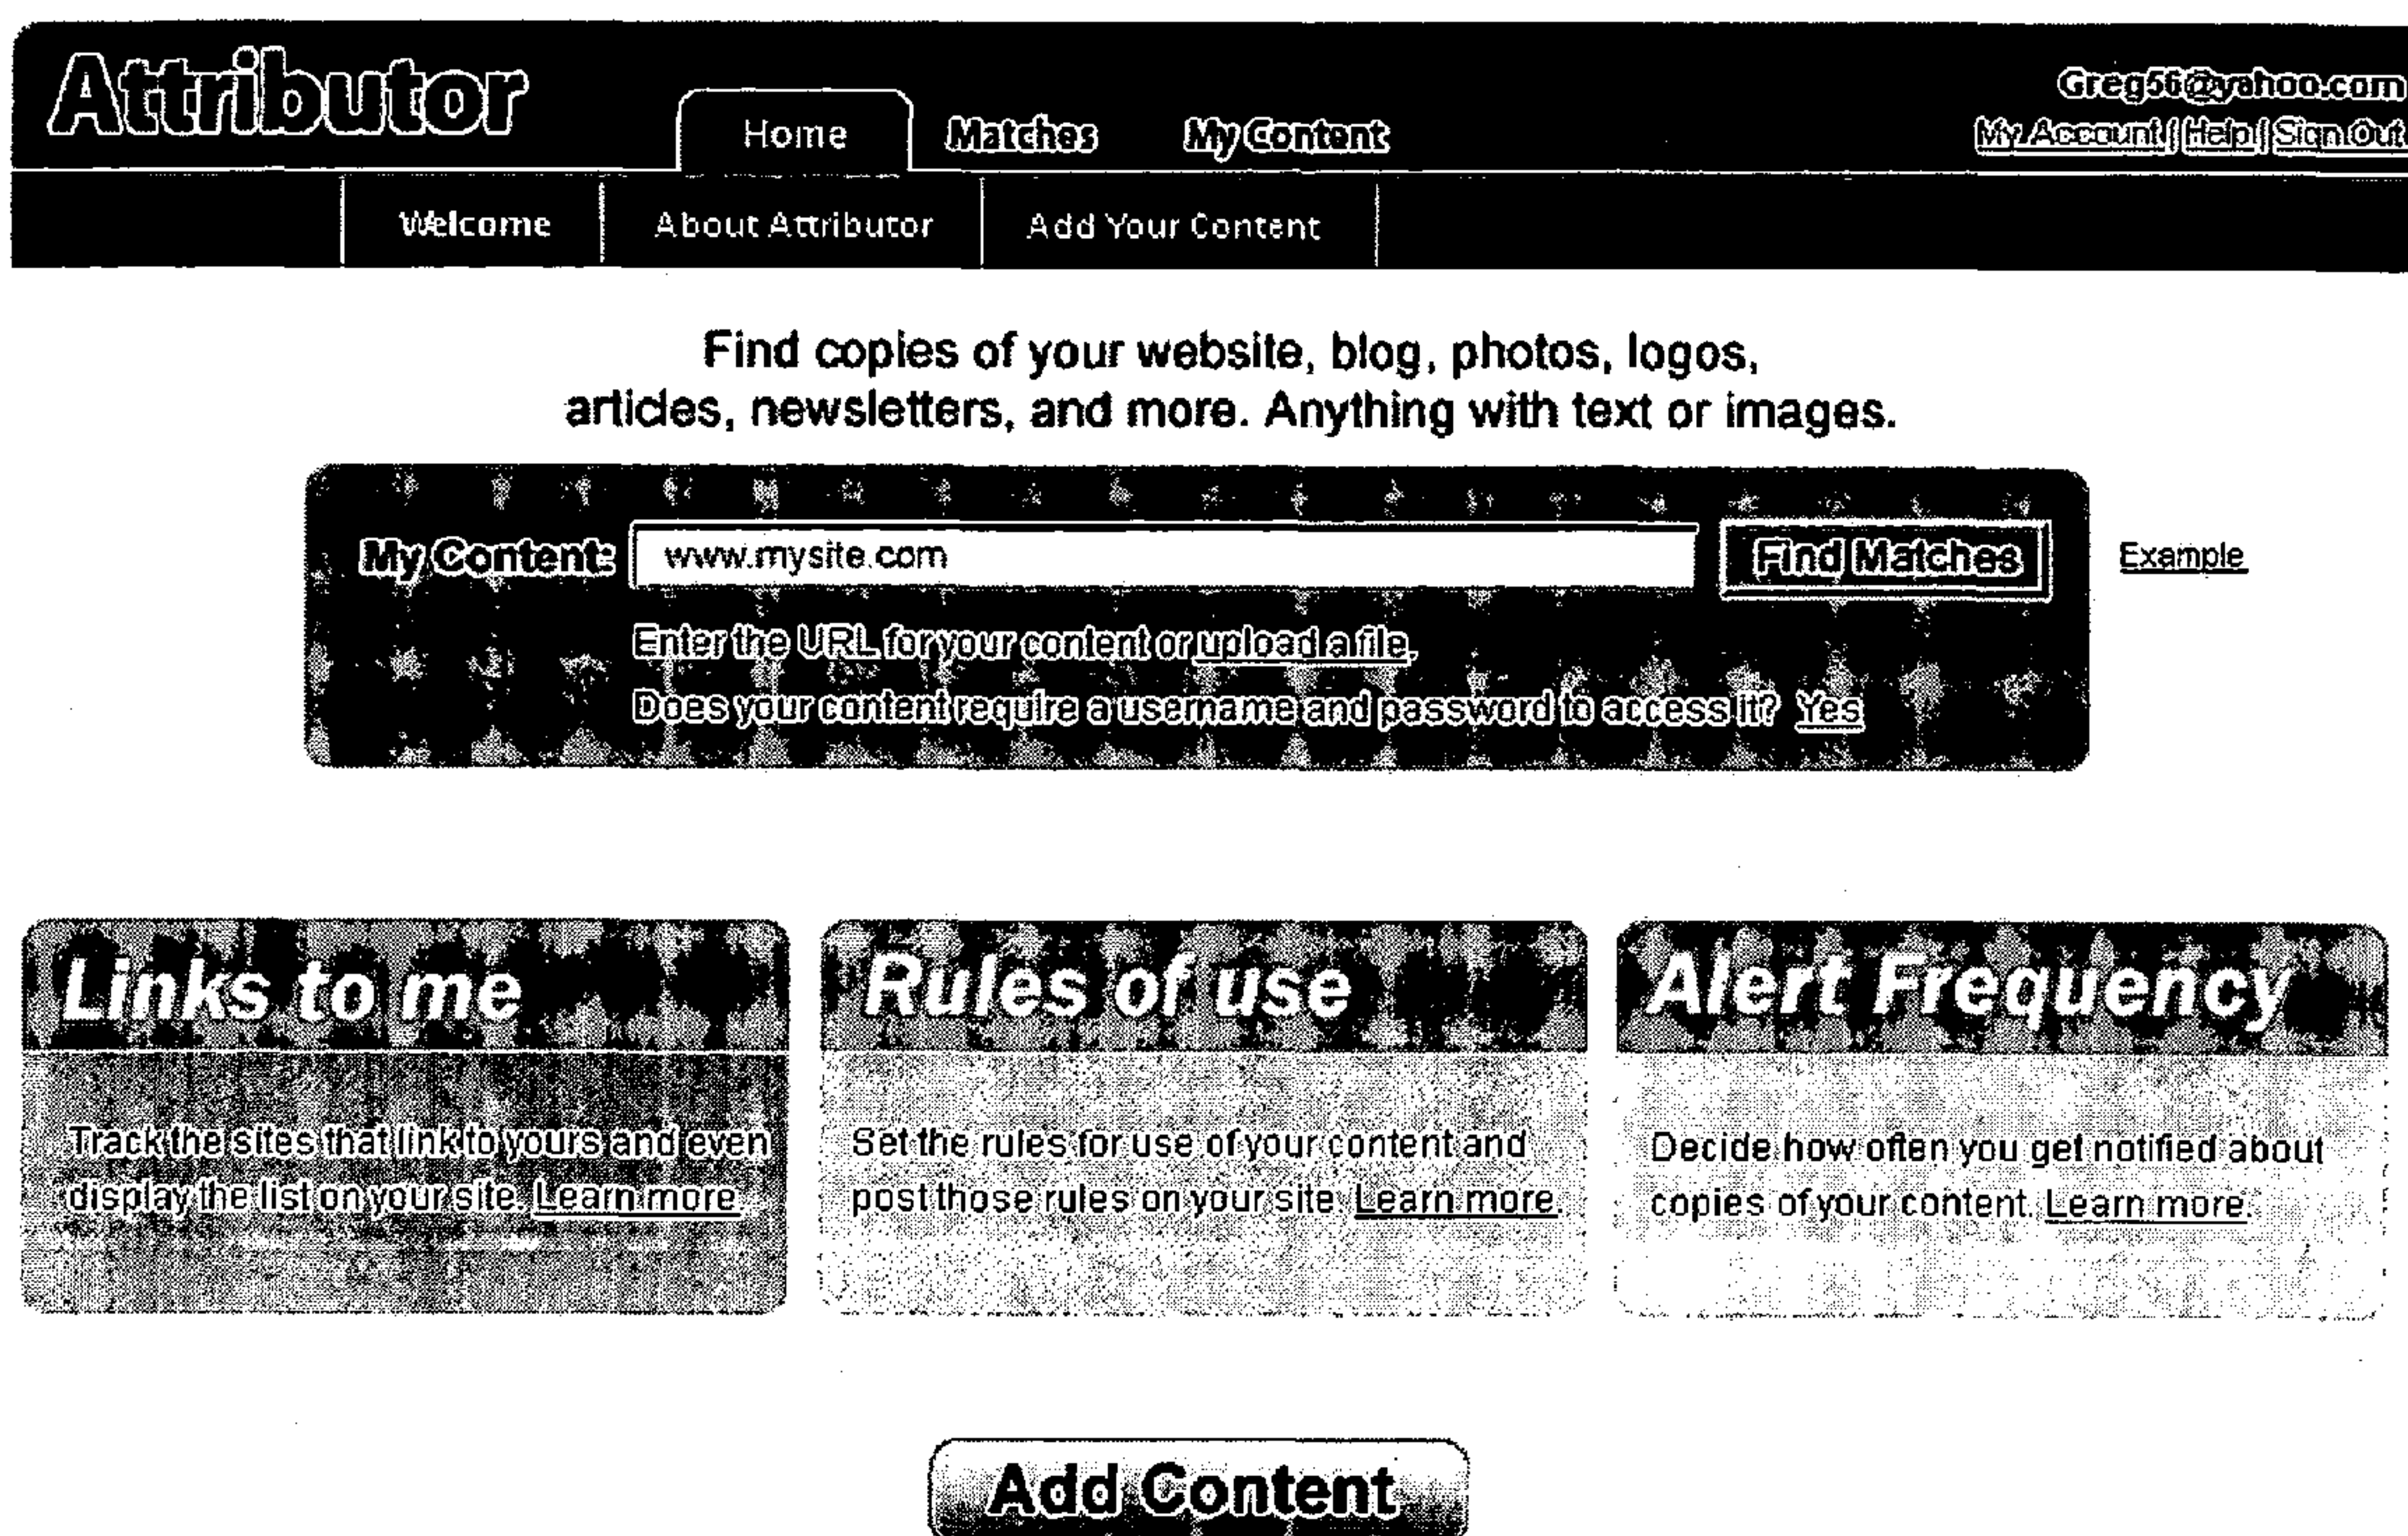 Attributor
Home Matches My Content
Greg56@yahoo.com
My Account | Help | Sign Out
Welcome About Attributor Add Your Content
Find copies of your website, blog, photos, logos,
articles, newsletters, and more. Anything with text or images.
My Content: www.mysite.com Find Matches Example
Enter the URL for your content or upload a file.
Does your content require a username and password to access it? Yes
Links to me
Track the sites that link to yours and even
display the list on your site. Learn more.
Rules of use
Set the rules for use of your content and
post those rules on your site. Learn more.
Alert Frequency
Decide how often you get notified about
copies of your content. Learn more.
Add Content